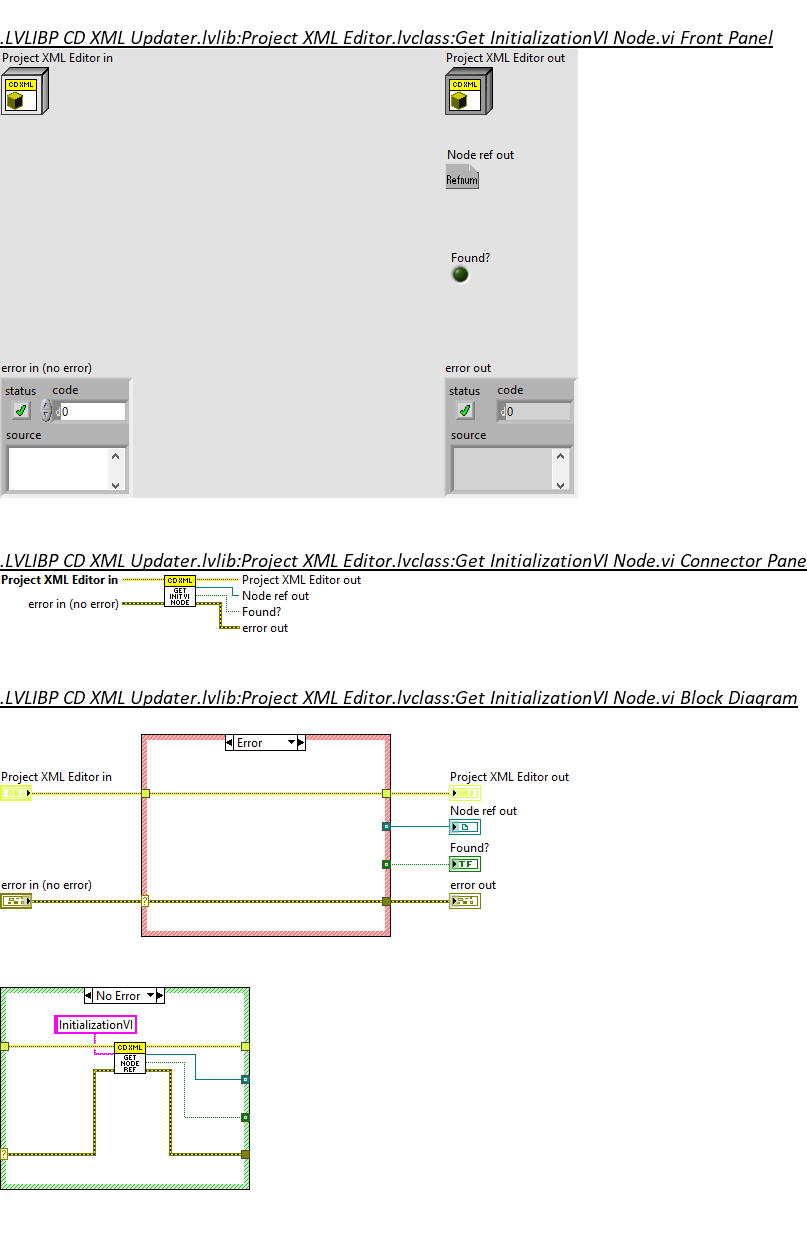 .LVLIBP CD XML Updater.lvlib:Project XML Editor.lvclass:Get InitializationVI Node.vi Front Panel
Project XML Editor in
Project XML Editor out
CD XML
CD XML
Node ref out
Refnum
Found?
error in (no error)
error out
status code
status code
0
0
source
source
.LVLIBP CD XML Updater.lvlib:Project XML Editor.lvclass:Get InitializationVI Node.vi Connector Pane
Project XML Editor in
CD XML
Project XML Editor out
GET
Node ref out
INIT VI
error in (no error)
NODE
Found?
error out
.LVLIBP CD XML Updater.lvlib:Project XML Editor.lvclass:Get InitializationVI Node.vi Block Diagram
Error
Project XML Editor in
Project XML Editor out
OBJ
OBJ
Node ref out
Found?
TF
error in (no error)
error out
?
No Error
InitializationVI
CD XML
GET
NODE
REF
?